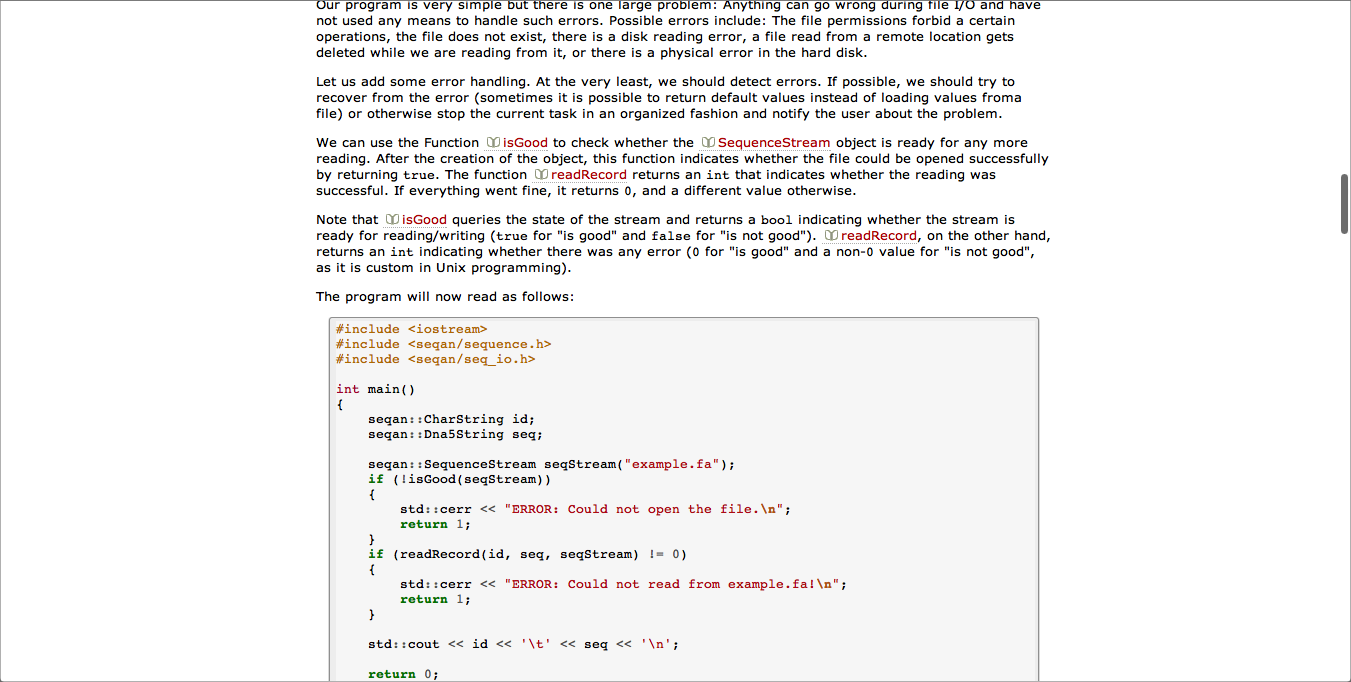 Our program is very simple but there is one large problem: Anything can go wrong during file I/O and have
not used any means to handle such errors. Possible errors include: The file permissions forbid a certain
operations, the file does not exist, there is a disk reading error, a file read from a remote location gets
deleted while we are reading from it, or there is a physical error in the hard disk.
Let us add some error handling. At the very least, we should detect errors. If possible, we should try to
recover from the error (sometimes it is possible to return default values instead of loading values froma
file) or otherwise stop the current task in an organized fashion and notify the user about the problem.
We can use the Function isGood to check whether the SequenceStream object is ready for any more
reading. After the creation of the object, this function indicates whether the file could be opened successfully
by returning true. The function readRecord returns an int that indicates whether the reading was
successful. If everything went fine, it returns 0, and a different value otherwise.
Note that isGood queries the state of the stream and returns a bool indicating whether the stream is
ready for reading/writing (true for "is good" and false for "is not good"). readRecord, on the other hand,
returns an int indicating whether there was any error (0 for "is good" and a non-0 value for "is not good",
as it is custom in Unix programming).
The program will now read as follows:
#include <iostream>
#include <seqan/sequence.h>
#include <seqan/seq_io.h>
int main()
{
    seqan::CharString id;
    seqan::Dna5String seq;
    seqan::SequenceStream seqStream("example.fa");
    if (!isGood(seqStream))
    {
        std::cerr << "ERROR: Could not open the file.\n";
        return 1;
    }
    if (readRecord(id, seq, seqStream) != 0)
    {
        std::cerr << "ERROR: Could not read from example.fa!\n";
        return 1;
    }
    std::cout << id << '\t' << seq << '\n';
    return 0;